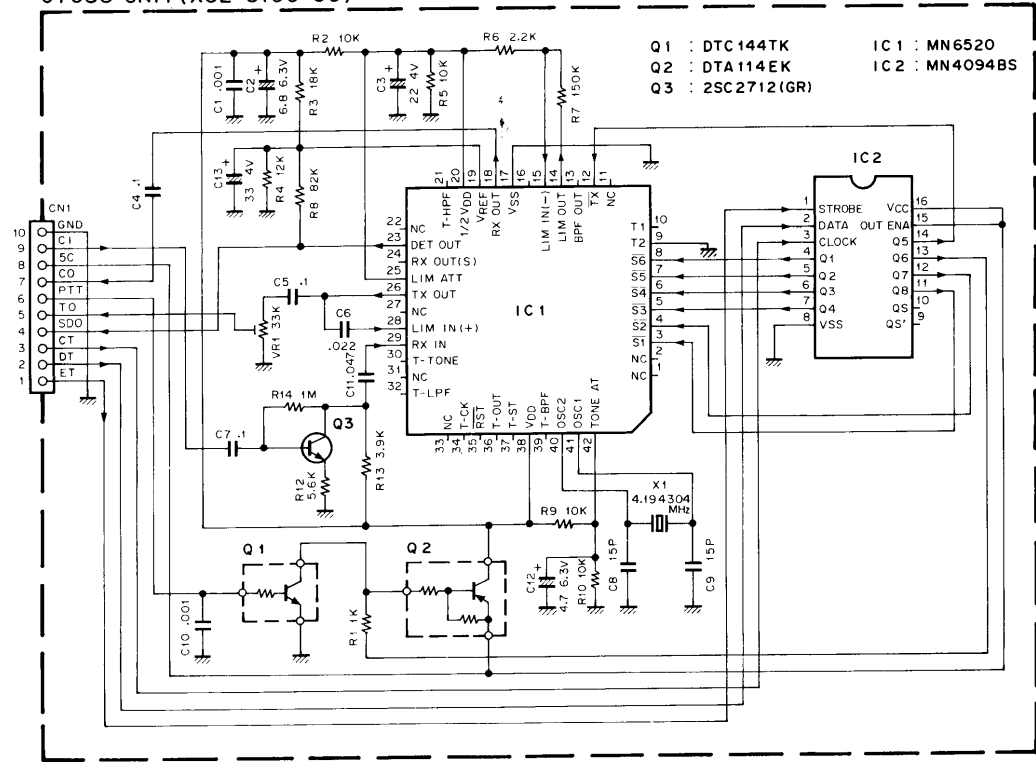 Q1 : DTC144TK
Q2 : DTA114EK
Q3 : 2SC2712(GR)
IC1 : MN6520
IC2 : MN4094BS
R2 10K
R6 2.2K
C1 .001
C2 + 6.8 6.3V
R3 18K
C3 + 22 4V
R5 10K
R7 150K
C4 .1
C13 + 33 4V
R4 12K
R8 82K
CN1
10 GND
9 CI
8 5C
7 CO
6 PTT
5 TO
4 SDO
3 CT
2 DT
1 ET
21 T-HPF
20 1/2 VDD
19 VREF
18 RX OUT
17 VSS
16
15 LIM IN(-)
14 LIM OUT
13 BPF OUT
12 TX
11 NC
22 NC
23 DET OUT
24 RX OUT(S)
25 LIM ATT
26 TX OUT
27 NC
28 LIM IN(+)
29 RX IN
30 T-TONE
31 NC
32 T-LPF
IC1
T1 10
T2 9
S6 8
S5 7
S4 6
S3 5
S2 4
S1 3
NC 2
NC 1
33 NC
34 T-CK
35 RST
36 T-OUT
37 T-ST
38 VDD
39 T-BPF
40 OSC2
41 OSC1
42 TONE AT
IC2
1 STROBE
2 DATA
3 CLOCK
4 Q1
5 Q2
6 Q3
7 Q4
8 VSS
VCC 16
OUT ENA 15
Q5 14
Q6 13
Q7 12
Q8 11
QS 10
QS' 9
C5 .1
C6 .022
VR1 33K
C11 .047
R14 1M
C7 .1
Q3
R12 5.6K
R13 3.9K
X1
4.194304
MHz
R9 10K
Q1
Q2
C10 .001
R1 1K
C12 + 4.7 6.3V
R10 10K
C8 15P
C9 15P